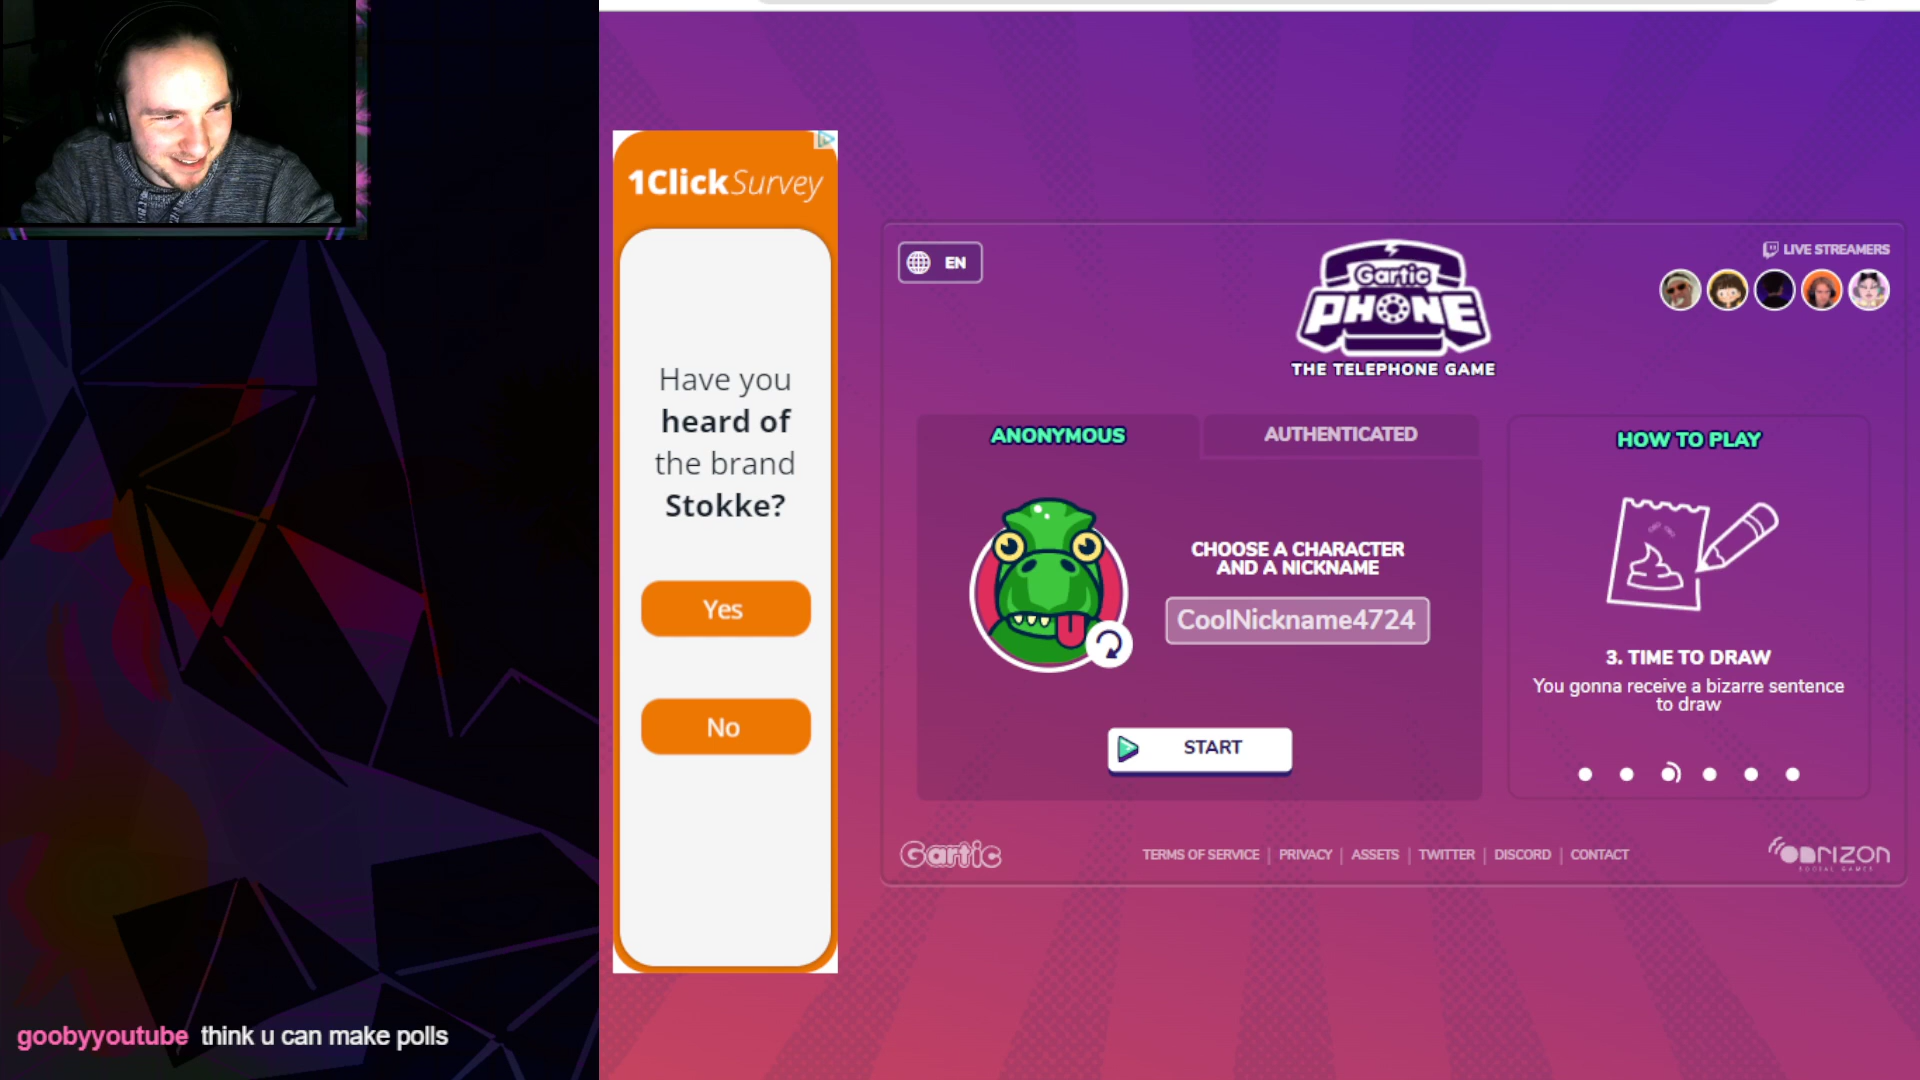 1ClickSurvey
Have you
heard of
the brand
Stokke?
Yes
No
EN
Gartic
PHONE
THE TELEPHONE GAME
LIVE STREAMERS
ANONYMOUS
AUTHENTICATED
CHOOSE A CHARACTER
AND A NICKNAME
CoolNickname4724
START
HOW TO PLAY
3. TIME TO DRAW
You gonna receive a bizarre sentence
to draw
Gartic
TERMS OF SERVICE | PRIVACY | ASSETS | TWITTER | DISCORD | CONTACT
ONRIZON
SOCIAL GAMES
goobyyoutube think u can make polls